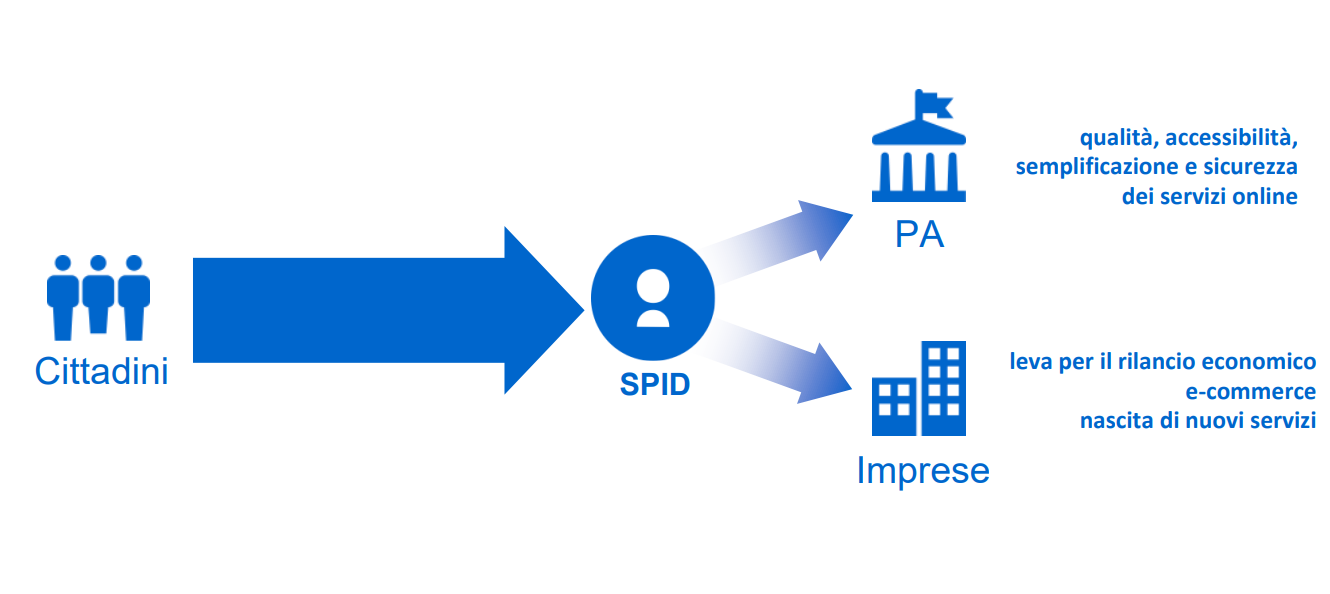 Cittadini
SPID
PA
qualità, accessibilità,
semplificazione e sicurezza
dei servizi online
Imprese
leva per il rilancio economico
e-commerce
nascita di nuovi servizi